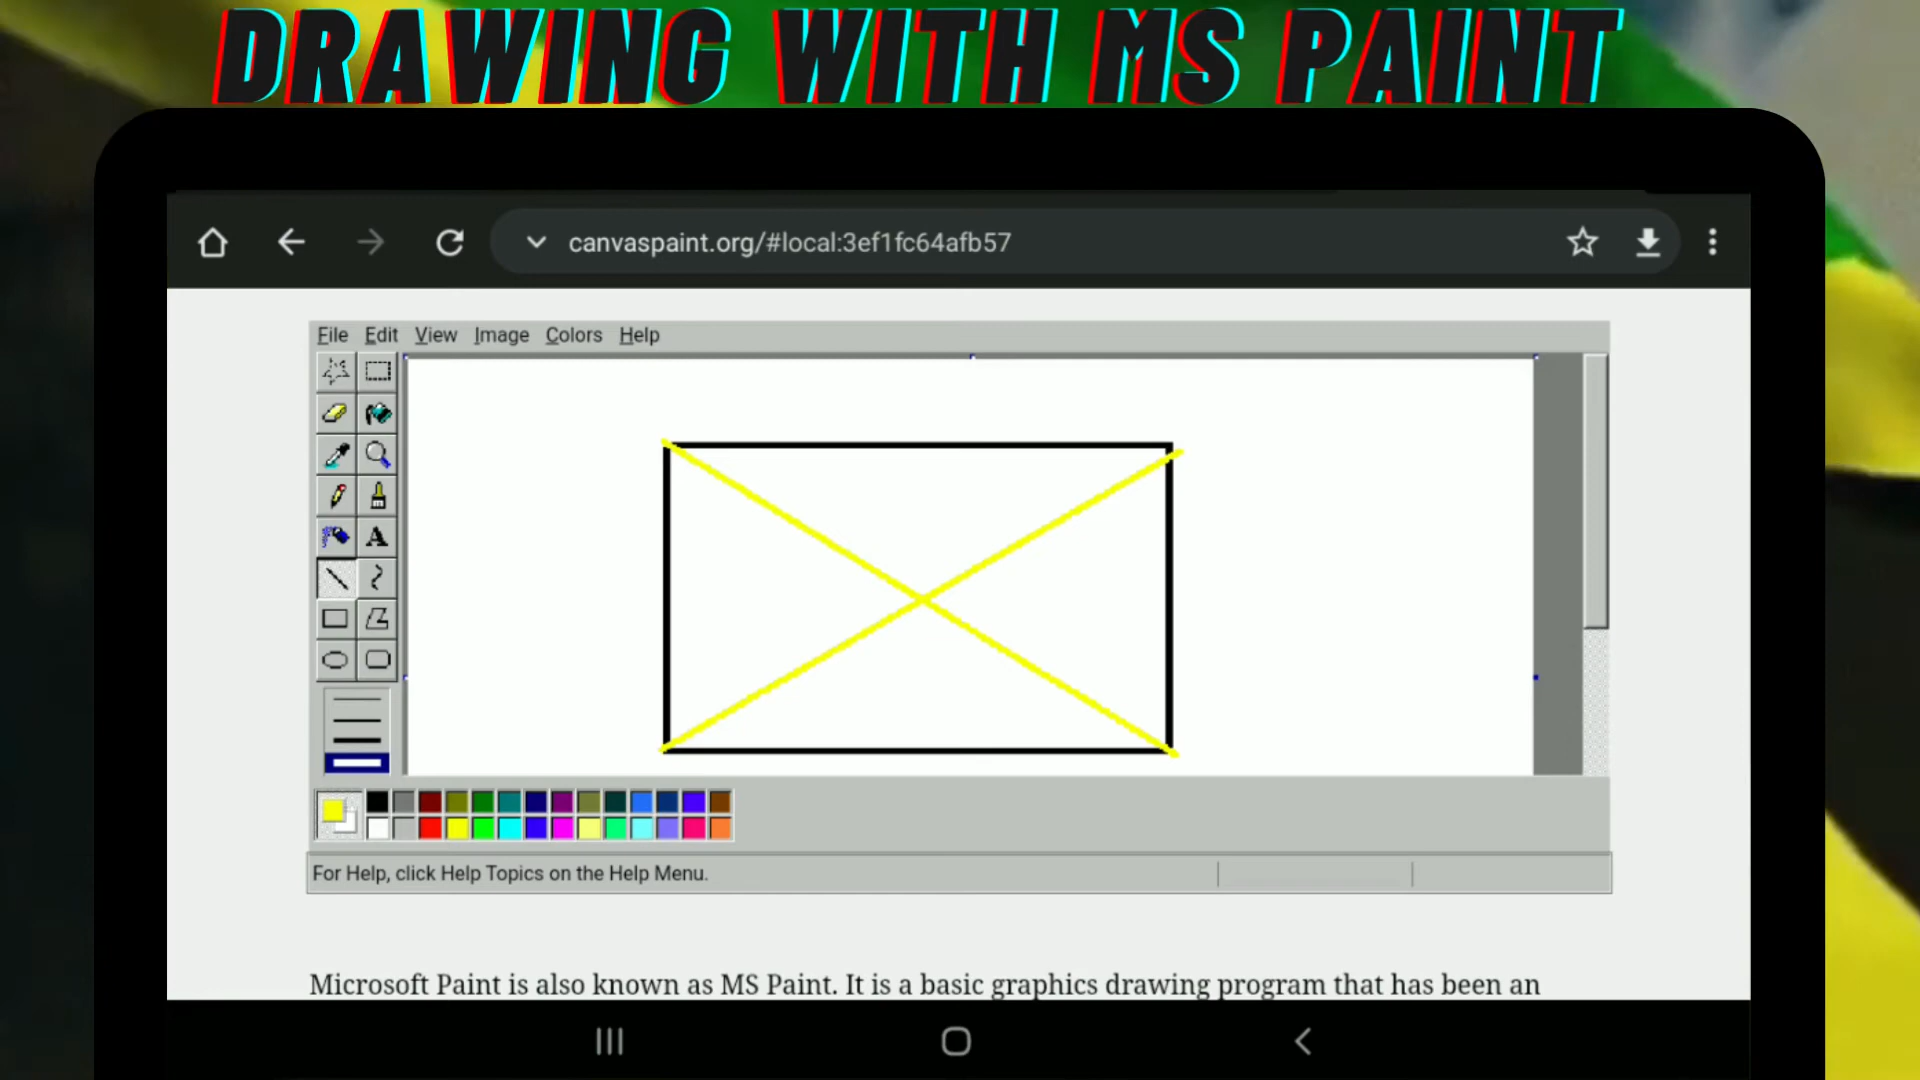 DRAWING WITH MS PAINT
canvaspaint.org/#local:3ef1fc64afb57
File Edit View Image Colors Help
A
For Help, click Help Topics on the Help Menu.
Microsoft Paint is also known as MS Paint. It is a basic graphics drawing program that has been an